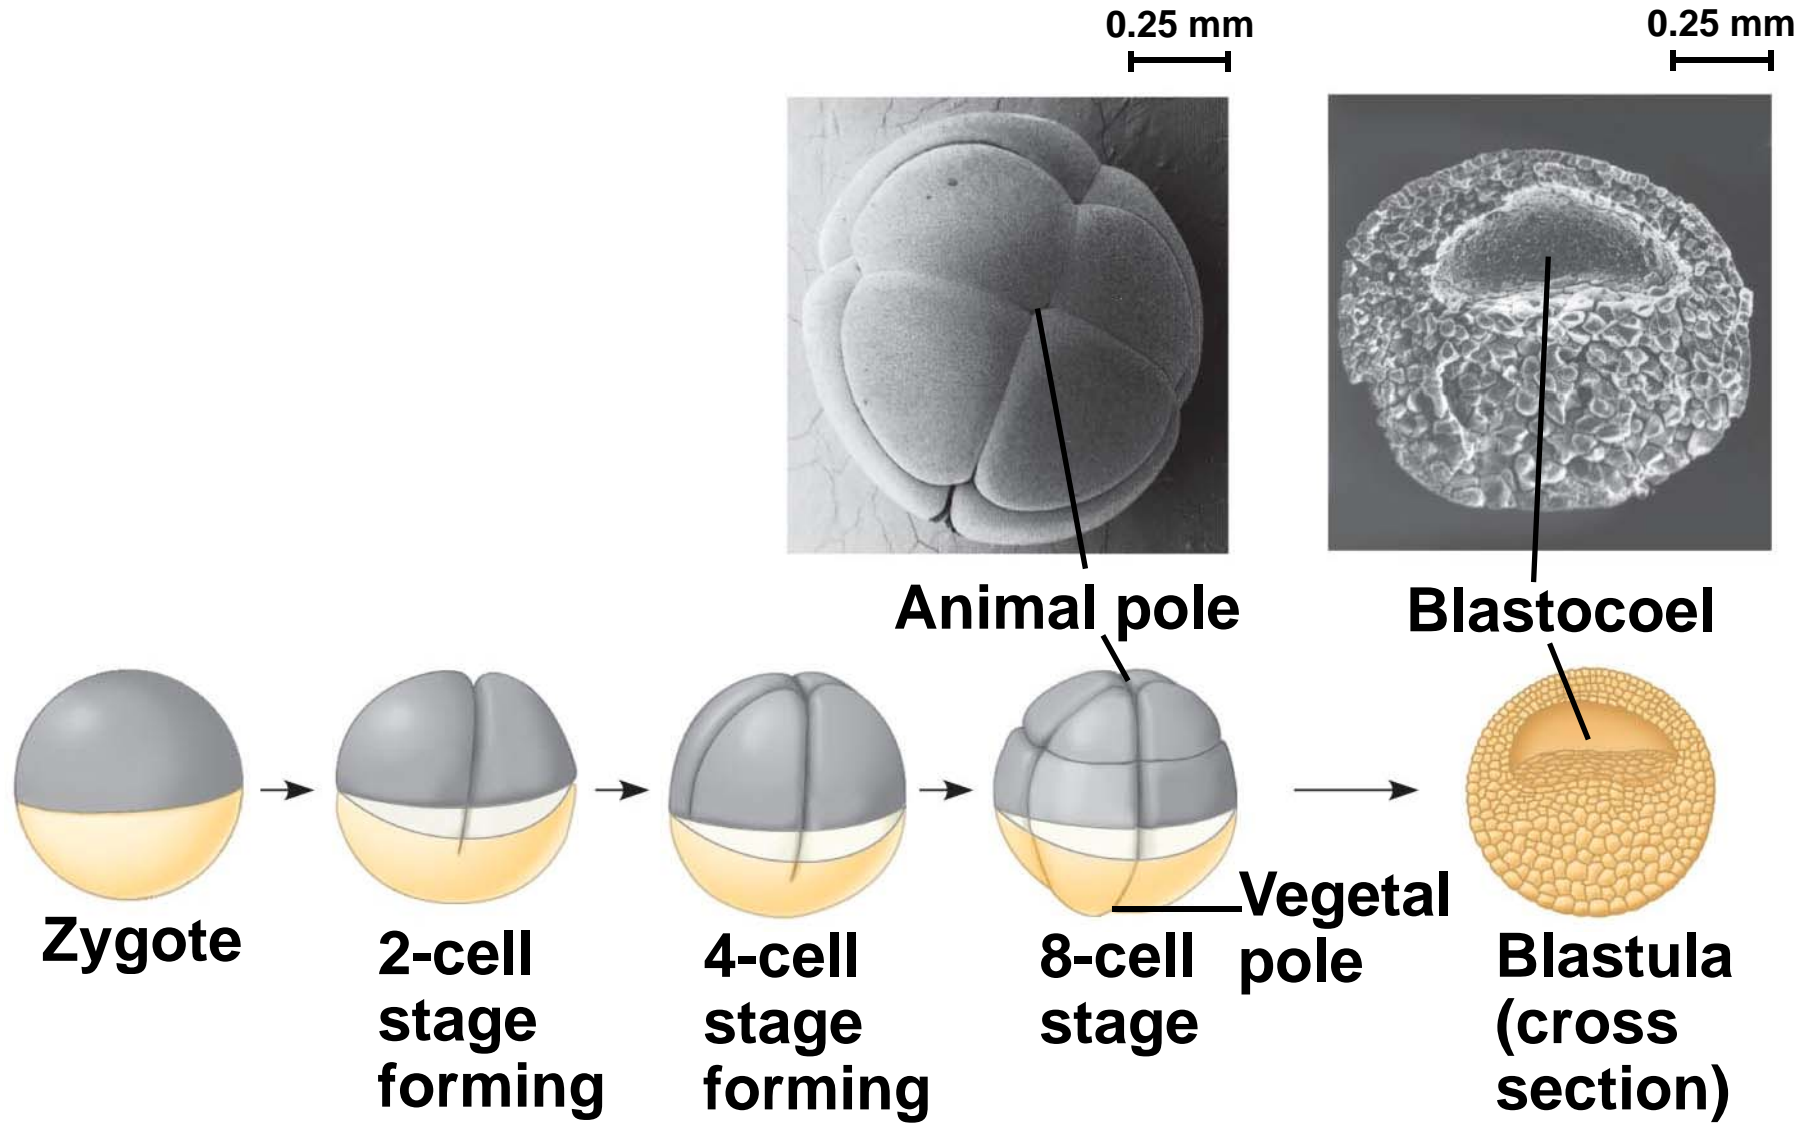 0.25 mm
0.25 mm
Animal pole
Blastocoel
Zygote
2-cell
stage
forming
4-cell
stage
forming
8-cell
stage
Vegetal
pole
Blastula
(cross
section)